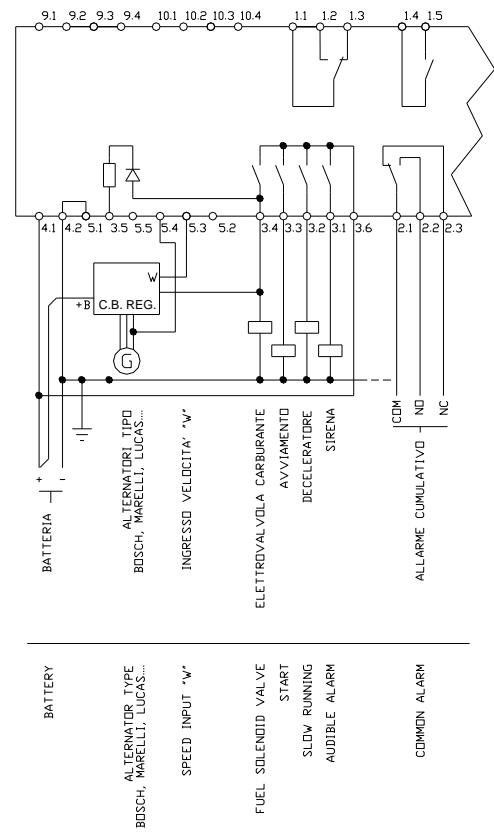 9.1 9.2 9.3 9.4 10.1 10.2 10.3 10.4 1.1 1.2 1.3 1.4 1.5
4.1 4.2 5.1 3.5 5.5 5.4 5.3 5.2 3.4 3.3 3.2 3.1 3.6 2.1 2.2 2.3
W
+B C.B. REG.
G
+ -
COM
NO
NC
BATTERIA
ALTERNATORI TIPO
BOSCH, MARELLI, LUCAS....
INGRESSO VELOCITA' "W"
ELETTROVALVOLA CARBURANTE
AVVIAMENTO
DECELERATORE
SIRENA
ALLARME CUMULATIVO
BATTERY
ALTERNATOR TYPE
BOSCH, MARELLI, LUCAS....
SPEED INPUT "W"
FUEL SOLENOID VALVE
START
SLOW RUNNING
AUDIBLE ALARM
COMMON ALARM